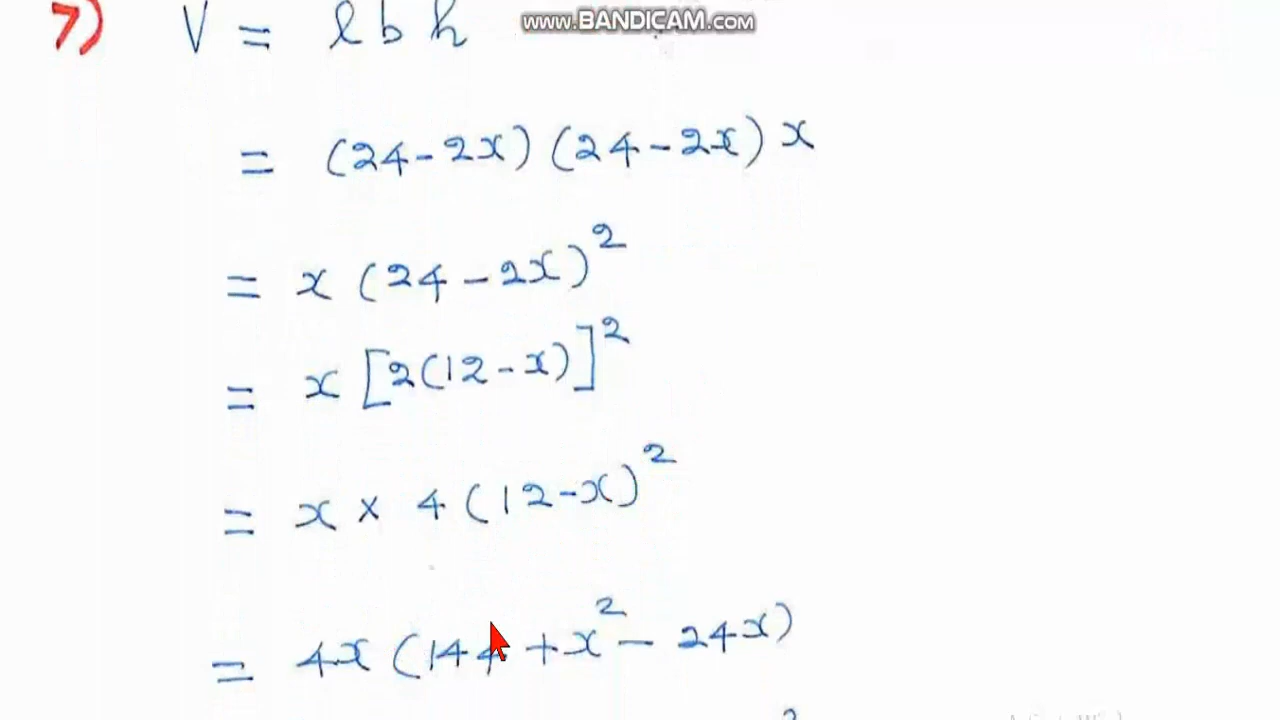 www.BANDICAM.com
7) V = l b h
= (24 - 2x) (24 - 2x) x
= x (24 - 2x)²
= x [2(12 - x)]²
= x × 4 (12 - x)²
= 4x (144 + x² - 24x)